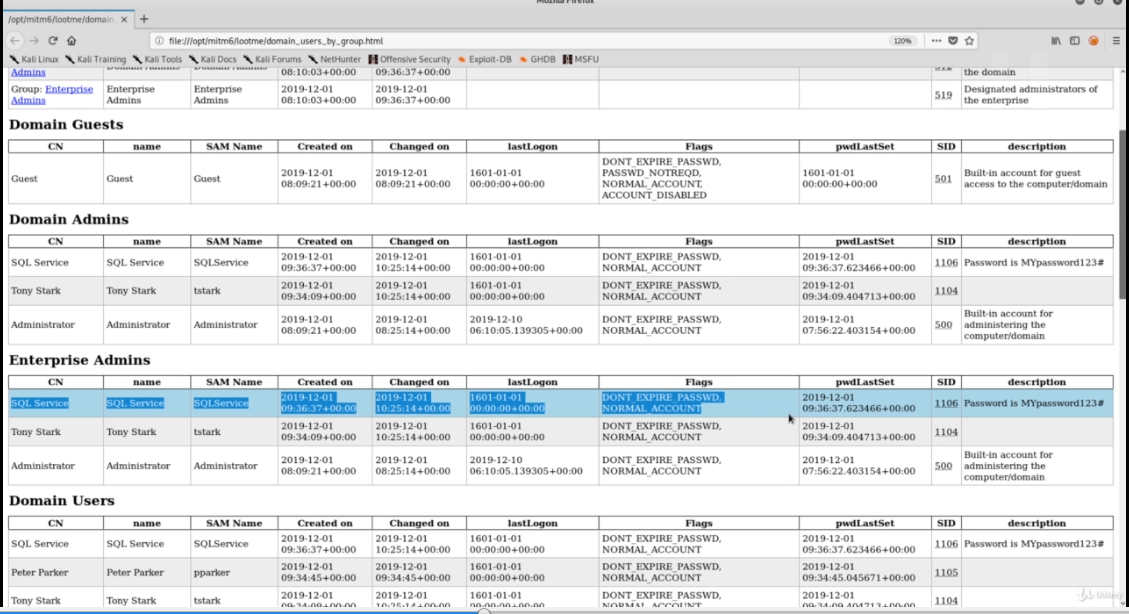 Mozilla Firefox
/opt/mitm6/lootme/domain_ × +
file:///opt/mitm6/lootme/domain_users_by_group.html 120%
Kali Linux Kali Training Kali Tools Kali Docs Kali Forums NetHunter Offensive Security Exploit-DB GHDB MSFU
Admins 08:10:03+00:00 09:36:37+00:00 512 the domain
Group: Enterprise Enterprise Enterprise 2019-12-01 2019-12-01 519 Designated administrators of
Admins Admins Admins 08:10:03+00:00 09:36:37+00:00 the enterprise
Domain Guests
CN name SAM Name Created on Changed on lastLogon Flags pwdLastSet SID description
DONT_EXPIRE_PASSWD,
Guest Guest Guest 2019-12-01 2019-12-01 1601-01-01 PASSWD_NOTREQD, 1601-01-01 501 Built-in account for guest
08:09:21+00:00 08:09:21+00:00 00:00:00+00:00 NORMAL_ACCOUNT, 00:00:00+00:00 access to the computer/domain
ACCOUNT_DISABLED
Domain Admins
CN name SAM Name Created on Changed on lastLogon Flags pwdLastSet SID description
SQL Service SQL Service SQLService 2019-12-01 2019-12-01 1601-01-01 DONT_EXPIRE_PASSWD, 2019-12-01 1106 Password is MYpassword123#
09:36:37+00:00 10:25:14+00:00 00:00:00+00:00 NORMAL_ACCOUNT 09:36:37.623466+00:00
Tony Stark Tony Stark tstark 2019-12-01 2019-12-01 1601-01-01 DONT_EXPIRE_PASSWD, 2019-12-01 1104
09:34:09+00:00 10:25:14+00:00 00:00:00+00:00 NORMAL_ACCOUNT 09:34:09.404713+00:00
Administrator Administrator Administrator 2019-12-01 2019-12-01 2019-12-10 DONT_EXPIRE_PASSWD, 2019-12-01 500 Built-in account for
08:09:21+00:00 08:25:14+00:00 06:10:05.139305+00:00 NORMAL_ACCOUNT 07:56:22.403154+00:00 administering the
computer/domain
Enterprise Admins
CN name SAM Name Created on Changed on lastLogon Flags pwdLastSet SID description
SQL Service SQL Service SQLService 2019-12-01 2019-12-01 1601-01-01 DONT_EXPIRE_PASSWD, 2019-12-01 1106 Password is MYpassword123#
09:36:37+00:00 10:25:14+00:00 00:00:00+00:00 NORMAL_ACCOUNT 09:36:37.623466+00:00
Tony Stark Tony Stark tstark 2019-12-01 2019-12-01 1601-01-01 DONT_EXPIRE_PASSWD, 2019-12-01 1104
09:34:09+00:00 10:25:14+00:00 00:00:00+00:00 NORMAL_ACCOUNT 09:34:09.404713+00:00
Administrator Administrator Administrator 2019-12-01 2019-12-01 2019-12-10 DONT_EXPIRE_PASSWD, 2019-12-01 500 Built-in account for
08:09:21+00:00 08:25:14+00:00 06:10:05.139305+00:00 NORMAL_ACCOUNT 07:56:22.403154+00:00 administering the
computer/domain
Domain Users
CN name SAM Name Created on Changed on lastLogon Flags pwdLastSet SID description
SQL Service SQL Service SQLService 2019-12-01 2019-12-01 1601-01-01 DONT_EXPIRE_PASSWD, 2019-12-01 1106 Password is MYpassword123#
09:36:37+00:00 10:25:14+00:00 00:00:00+00:00 NORMAL_ACCOUNT 09:36:37.623466+00:00
Peter Parker Peter Parker pparker 2019-12-01 2019-12-01 1601-01-01 DONT_EXPIRE_PASSWD, 2019-12-01 1105
09:34:45+00:00 09:34:45+00:00 00:00:00+00:00 NORMAL_ACCOUNT 09:34:45.045671+00:00
Tony Stark Tony Stark tstark 2019-12-01 2019-12-01 1601-01-01 DONT_EXPIRE_PASSWD, 2019-12-01 1104
09:34:09+00:00 10:25:14+00:00 00:00:00+00:00 NORMAL_ACCOUNT 09:34:09.404713+00:00
Udemy